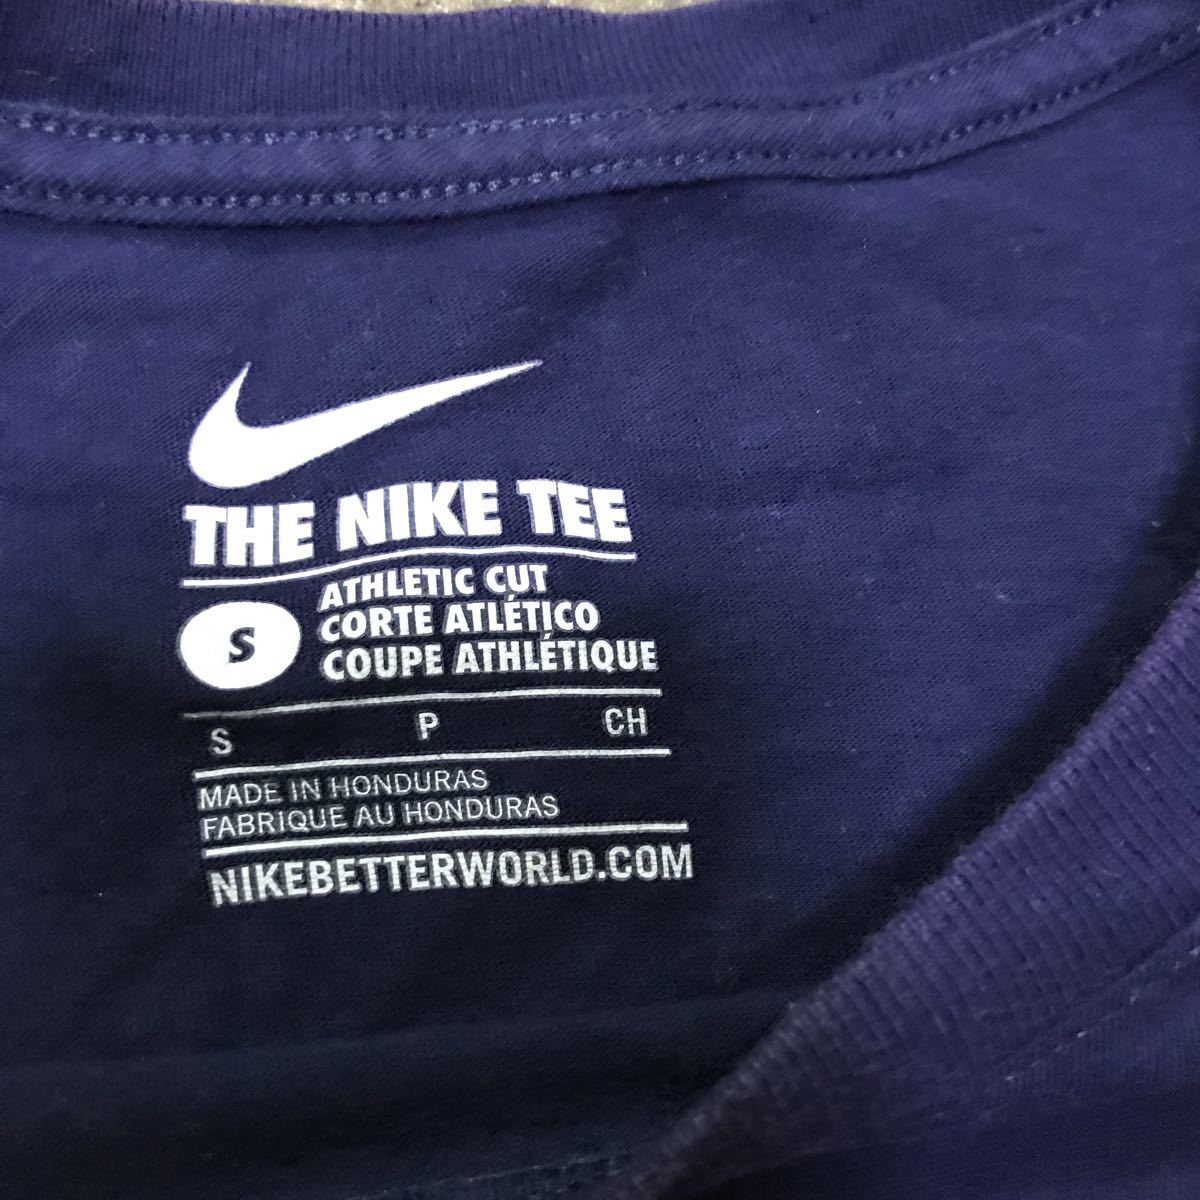 THE NIKE TEE
S
ATHLETIC CUT
CORTE ATLÉTICO
COUPE ATHLÉTIQUE
S P CH
MADE IN HONDURAS
FABRIQUE AU HONDURAS
NIKEBETTERWORLD.COM